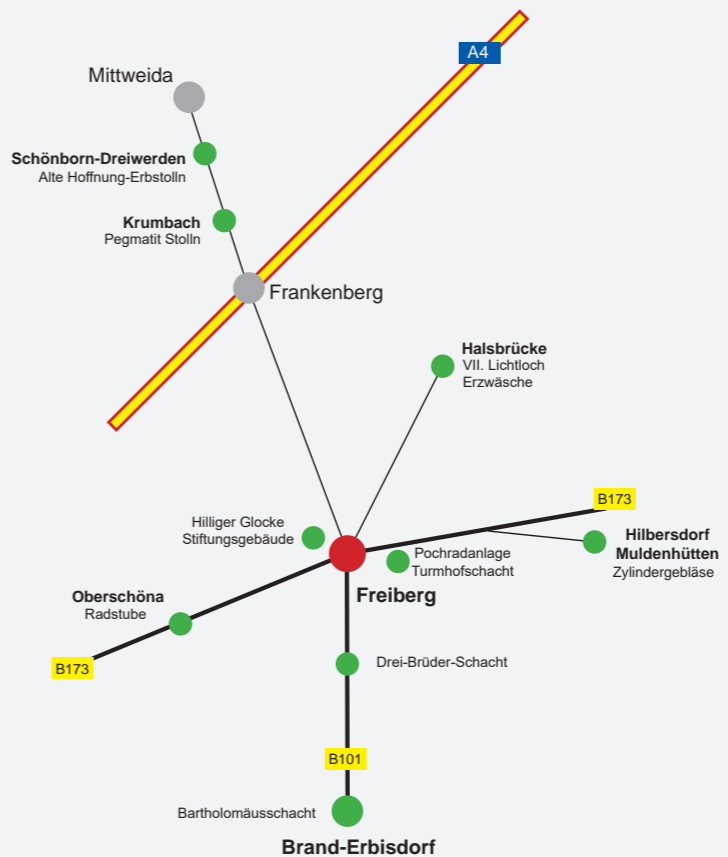 A4
Mittweida
Schönborn-Dreiwerden
Alte Hoffnung-Erbstolln
Krumbach
Pegmatit Stolln
Frankenberg
Halsbrücke
VII. Lichtloch
Erzwäsche
B173
Hilliger Glocke
Stiftungsgebäude
Hilbersdorf
Muldenhütten
Zylindergebläse
Pochradanlage
Turmhofschacht
Freiberg
Oberschöna
Radstube
B173
Drei-Brüder-Schacht
B101
Bartholomäusschacht
Brand-Erbisdorf